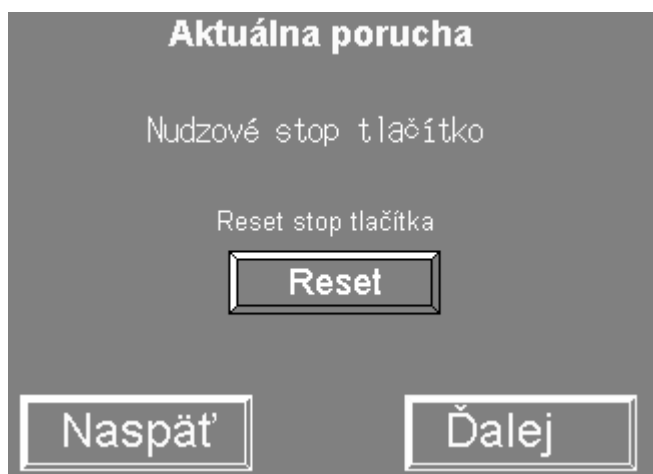 Aktuálna porucha
Nudzové stop tlačítko
Reset stop tlačítka
Reset
Naspäť
Ďalej